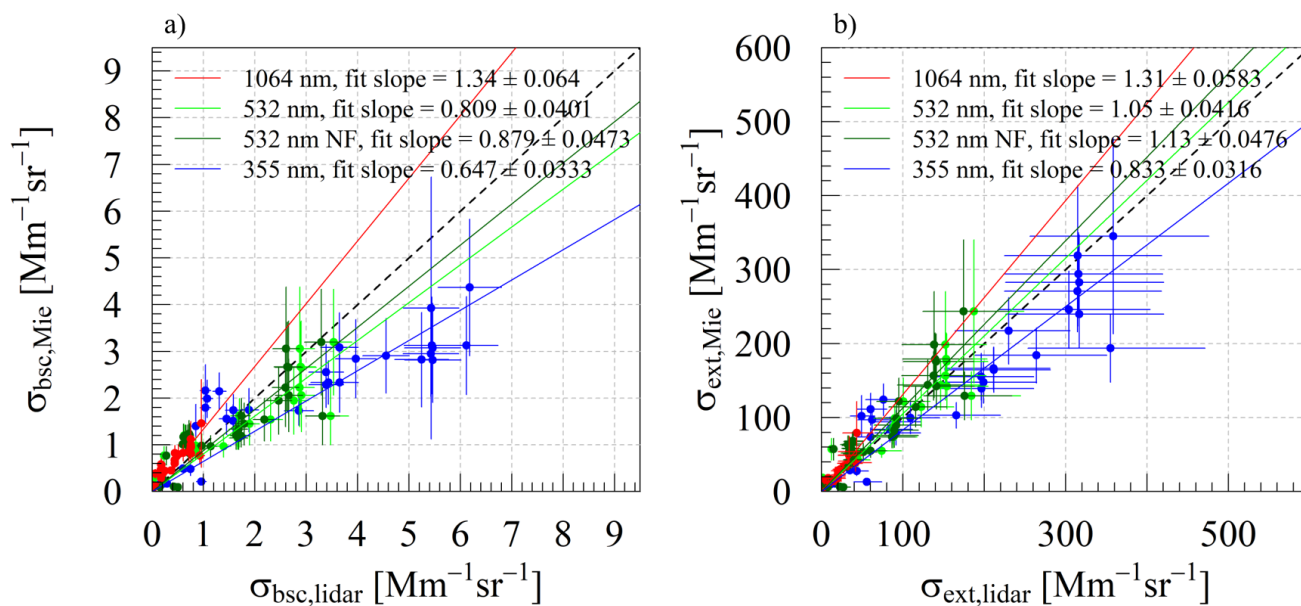 a)
9
8
7
6
5
4
3
2
1
0
σbsc,Mie [Mm⁻¹sr⁻¹]
1064 nm, fit slope = 1.34 ± 0.064
532 nm, fit slope = 0.809 ± 0.0401
532 nm NF, fit slope = 0.879 ± 0.0473
355 nm, fit slope = 0.647 ± 0.0333
0 1 2 3 4 5 6 7 8 9
σbsc,lidar [Mm⁻¹sr⁻¹]
b)
600
500
400
300
200
100
0
σext,Mie [Mm⁻¹sr⁻¹]
1064 nm, fit slope = 1.31 ± 0.0583
532 nm, fit slope = 1.05 ± 0.0416
532 nm NF, fit slope = 1.13 ± 0.0476
355 nm, fit slope = 0.833 ± 0.0316
0 100 300 500
σext,lidar [Mm⁻¹sr⁻¹]